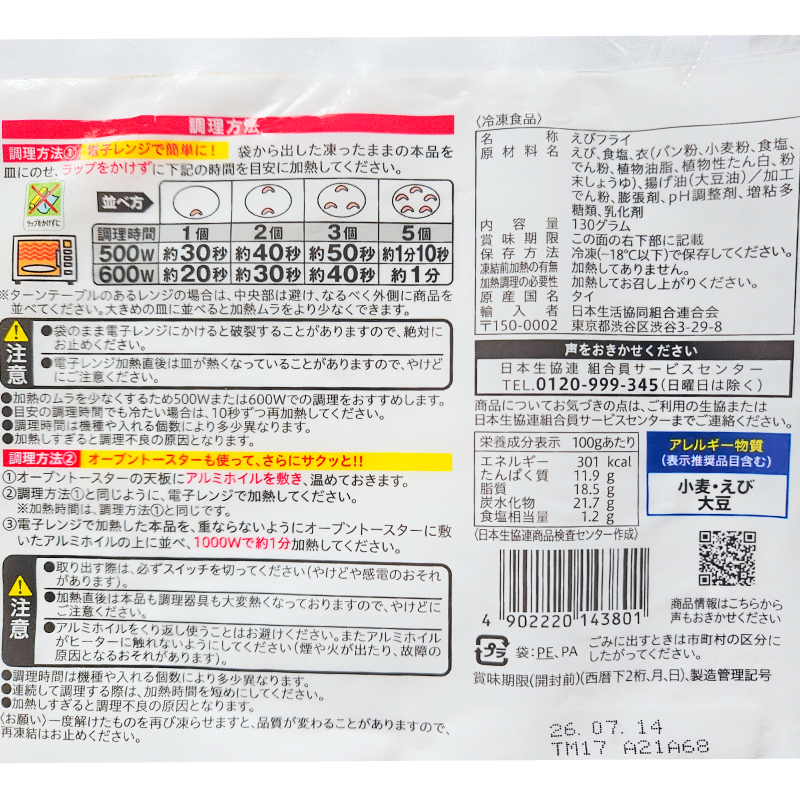 調理方法
調理方法① 電子レンジで簡単に! 袋から出した凍ったままの本品を
皿にのせ、ラップをかけずに下記の時間を目安に加熱してください。
ラップをかけずに
並べ方
調理時間 1個 2個 3個 5個
500W 約30秒 約40秒 約50秒 約1分10秒
600W 約20秒 約30秒 約40秒 約1分
※ターンテーブルのあるレンジの場合は、中央部は避け、なるべく外側に商品を
並べてください。大きめの皿に並べると加熱ムラをより少なくできます。
注意
●袋のまま電子レンジにかけると破裂することがありますので、絶対に
お止めください。
●電子レンジ加熱直後は皿が熱くなっていることがありますので、やけど
にご注意ください。
●加熱のムラを少なくするため500Wまたは600Wでの調理をおすすめします。
●目安の調理時間でも冷たい場合は、10秒ずつ再加熱してください。
●調理時間は機種や入れる個数により多少異なります。
●加熱しすぎると調理不良の原因となります。
調理方法② オーブントースターも使って、さらにサクッと!!
①オーブントースターの天板にアルミホイルを敷き、温めておきます。
②調理方法①と同じように、電子レンジで加熱してください。
※加熱時間は、調理方法①と同じです。
③電子レンジで加熱した本品を、重ならないようにオーブントースターに敷
いたアルミホイルの上に並べ、1000Wで約1分加熱してください。
注意
●取り出す際は、必ずスイッチを切ってください(やけどや感電のおそれ
があります)。
●加熱直後は本品も調理器具も大変熱くなっておりますので、やけどに
ご注意ください。
●アルミホイルをくり返し使うことはお避けください。またアルミホイル
がヒーターに触れないようにしてください(煙や火が出たり、故障の
原因となるおそれがあります)。
●調理時間は機種や入れる個数により多少異なります。
●連続して調理する際は、加熱時間を短めにしてください。
●加熱しすぎると調理不良の原因となります。
〈お願い〉一度解けたものを再び凍らせますと、品質が変わることがありますので、
再凍結はお止めください。
〈冷凍食品〉
名称 えびフライ
原材料名 えび、食塩、衣(パン粉、小麦粉、食塩、
でん粉、植物油脂、植物性たん白、粉
末しょうゆ)、揚げ油(大豆油)/加工
でん粉、膨張剤、pH調整剤、増粘多
糖類、乳化剤
内容量 130グラム
賞味期限 この面の右下部に記載
保存方法 冷凍(-18℃以下)で保存してください。
凍結前加熱の有無 加熱してありません。
加熱調理の必要性 加熱してお召し上がりください。
原産国名 タイ
輸入者 日本生活協同組合連合会
〒150-0002 東京都渋谷区渋谷3-29-8
声をおきかせください
日本生協連 組合員サービスセンター
TEL.0120-999-345(日曜日は除く)
商品についてお気づきの点は、ご利用の生協または
日本生協連組合員サービスセンターまでご連絡ください。
栄養成分表示 100gあたり
エネルギー 301 kcal
たんぱく質 11.9 g
脂質 18.5 g
炭水化物 21.7 g
食塩相当量 1.2 g
(日本生協連商品検査センター作成)
アレルギー物質
(表示推奨品目含む)
小麦・えび
大豆
4 902220 143801
商品情報はこちらから
声もおきかせください
プラ 袋:PE、PA
ごみに出すときは市町村の区分に
したがってください。
賞味期限(開封前)(西暦下2桁、月、日)、製造管理記号
26.07.14
TM17 A21A68